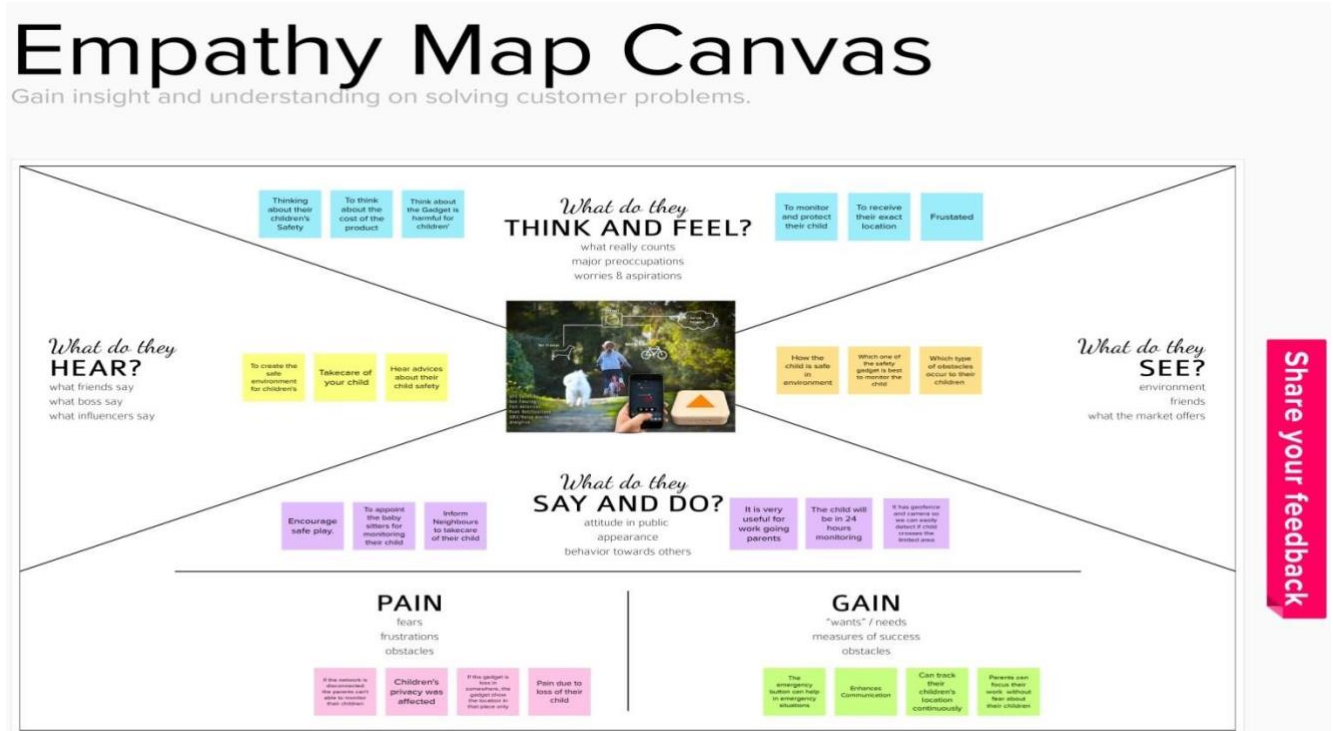 Empathy Map Canvas
Gain insight and understanding on solving customer problems.
Thinking
about their
children's
Safety
To think
about the
cost of the
product
Think about
the Gadget is
harmful for
children'
What do they
THINK AND FEEL?
what really counts
major preoccupations
worries & aspirations
To monitor
and protect
their child
To receive
their exact
location
Frustated
What do they
HEAR?
what friends say
what boss say
what influencers say
To create the
safe
environment
for children's
Takecare of
your child
Hear advices
about their
child safety
How the
child is safe
in
environment
Which one of
the safety
gadget is best
to monitor the
child
Which type
of obstacles
occur to their
children
What do they
SEE?
environment
friends
what the market offers
What do they
SAY AND DO?
attitude in public
appearance
behavior towards others
Encourage
safe play.
To appoint
the baby
sitters for
monitoring
their child
Inform
Neighbours
to takecare
of their child
It is very
useful for
work going
parents
The child will
be in 24
hours
monitoring
It has geofence
and camera so
we can easily
detect if child
crosses the
limited area
PAIN
fears
frustrations
obstacles
If the network is
disconnected
the parents can't
able to monitor
their children
Children's
privacy was
affected
If the gadget is
loss in
somewhere, the
gadget show
the location in
that place only
Pain due to
loss of their
child
GAIN
"wants" / needs
measures of success
obstacles
The
emergency
button can help
in emergency
situations
Enhances
Communication
Can track
their
children's
location
continuously
Parents can
focus their
work without
fear about
their children
Share your feedback